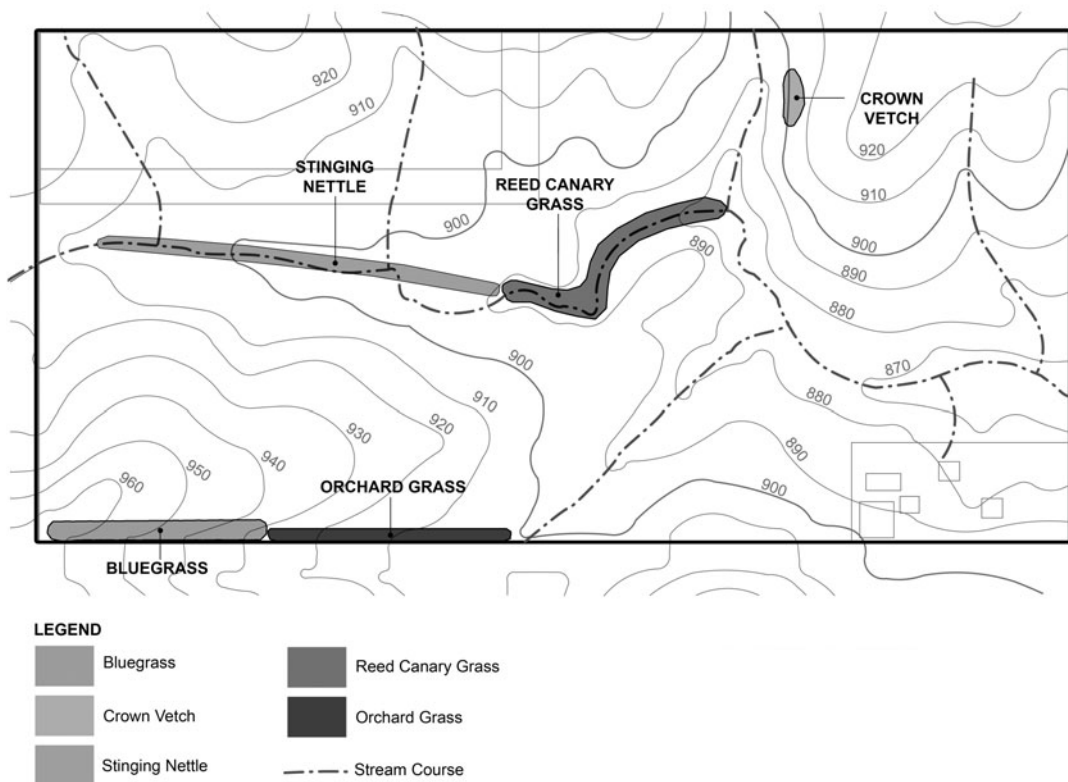 920
910
CROWN
VETCH
STINGING
NETTLE
REED CANARY
GRASS
920
910
900
900
890
890
880
900
870
880
910
920
930
940
950
960
890
900
ORCHARD GRASS
BLUEGRASS
LEGEND
Bluegrass
Reed Canary Grass
Crown Vetch
Orchard Grass
Stinging Nettle
Stream Course